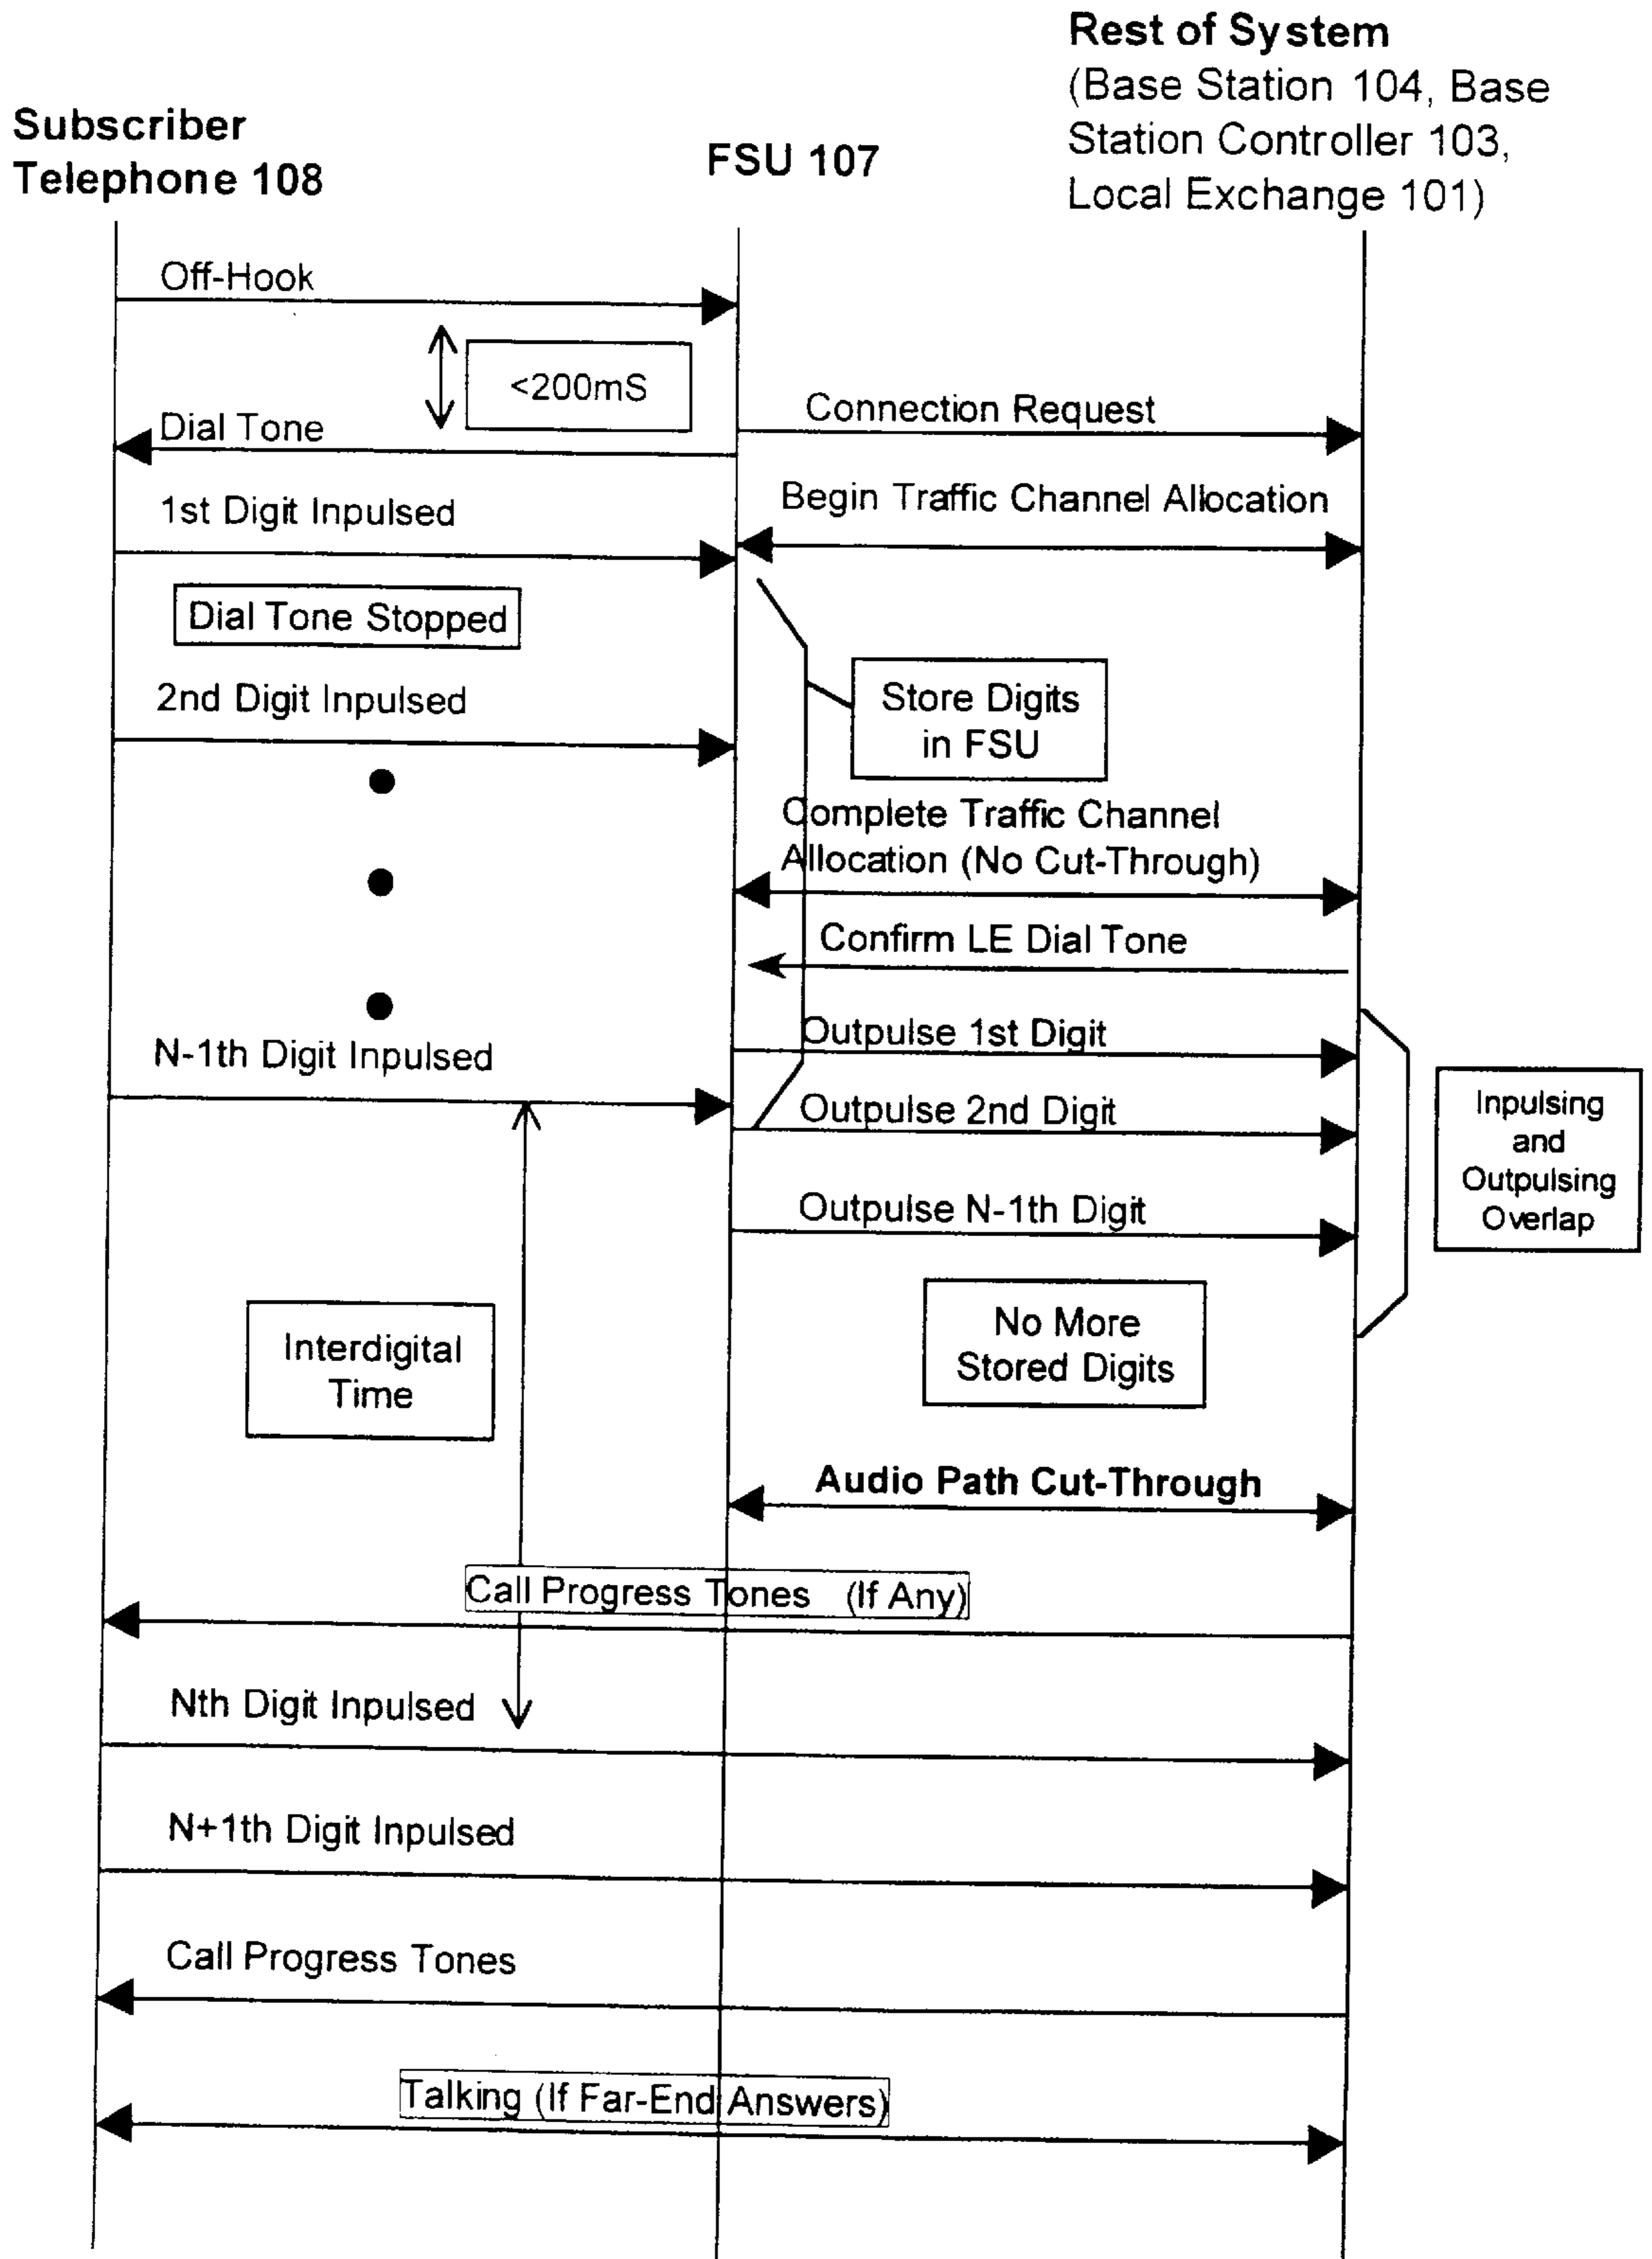 Rest of System
(Base Station 104, Base
Station Controller 103,
Local Exchange 101)
Subscriber
Telephone 108
FSU 107
Off-Hook
<200mS
Connection Request
Dial Tone
Begin Traffic Channel Allocation
1st Digit Inpulsed
Dial Tone Stopped
2nd Digit Inpulsed
Store Digits
in FSU
Complete Traffic Channel
Allocation (No Cut-Through)
Confirm LE Dial Tone
Outpulse 1st Digit
N-1th Digit Inpulsed
Outpulse 2nd Digit
Inpulsing
and
Outpulsing
Overlap
Outpulse N-1th Digit
No More
Stored Digits
Interdigital
Time
Audio Path Cut-Through
Call Progress Tones (If Any)
Nth Digit Inpulsed
N+1th Digit Inpulsed
Call Progress Tones
Talking (If Far-End Answers)